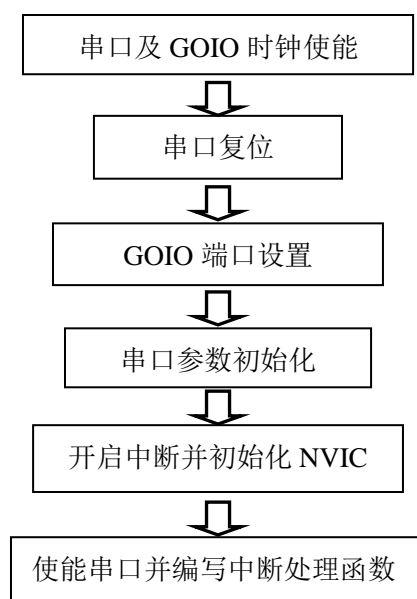 串口及 GOIO 时钟使能
串口复位
GOIO 端口设置
串口参数初始化
开启中断并初始化 NVIC
使能串口并编写中断处理函数